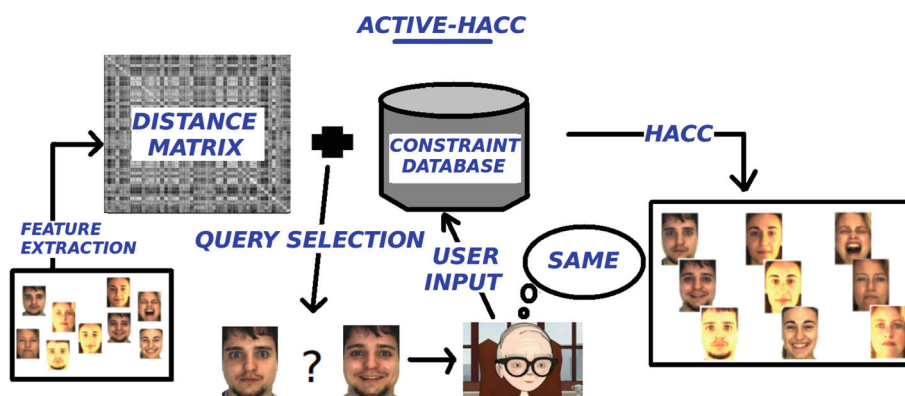 ACTIVE-HACC
DISTANCE
MATRIX
CONSTRAINT
DATABASE
HACC
FEATURE
EXTRACTION
QUERY SELECTION
USER
INPUT
SAME
?